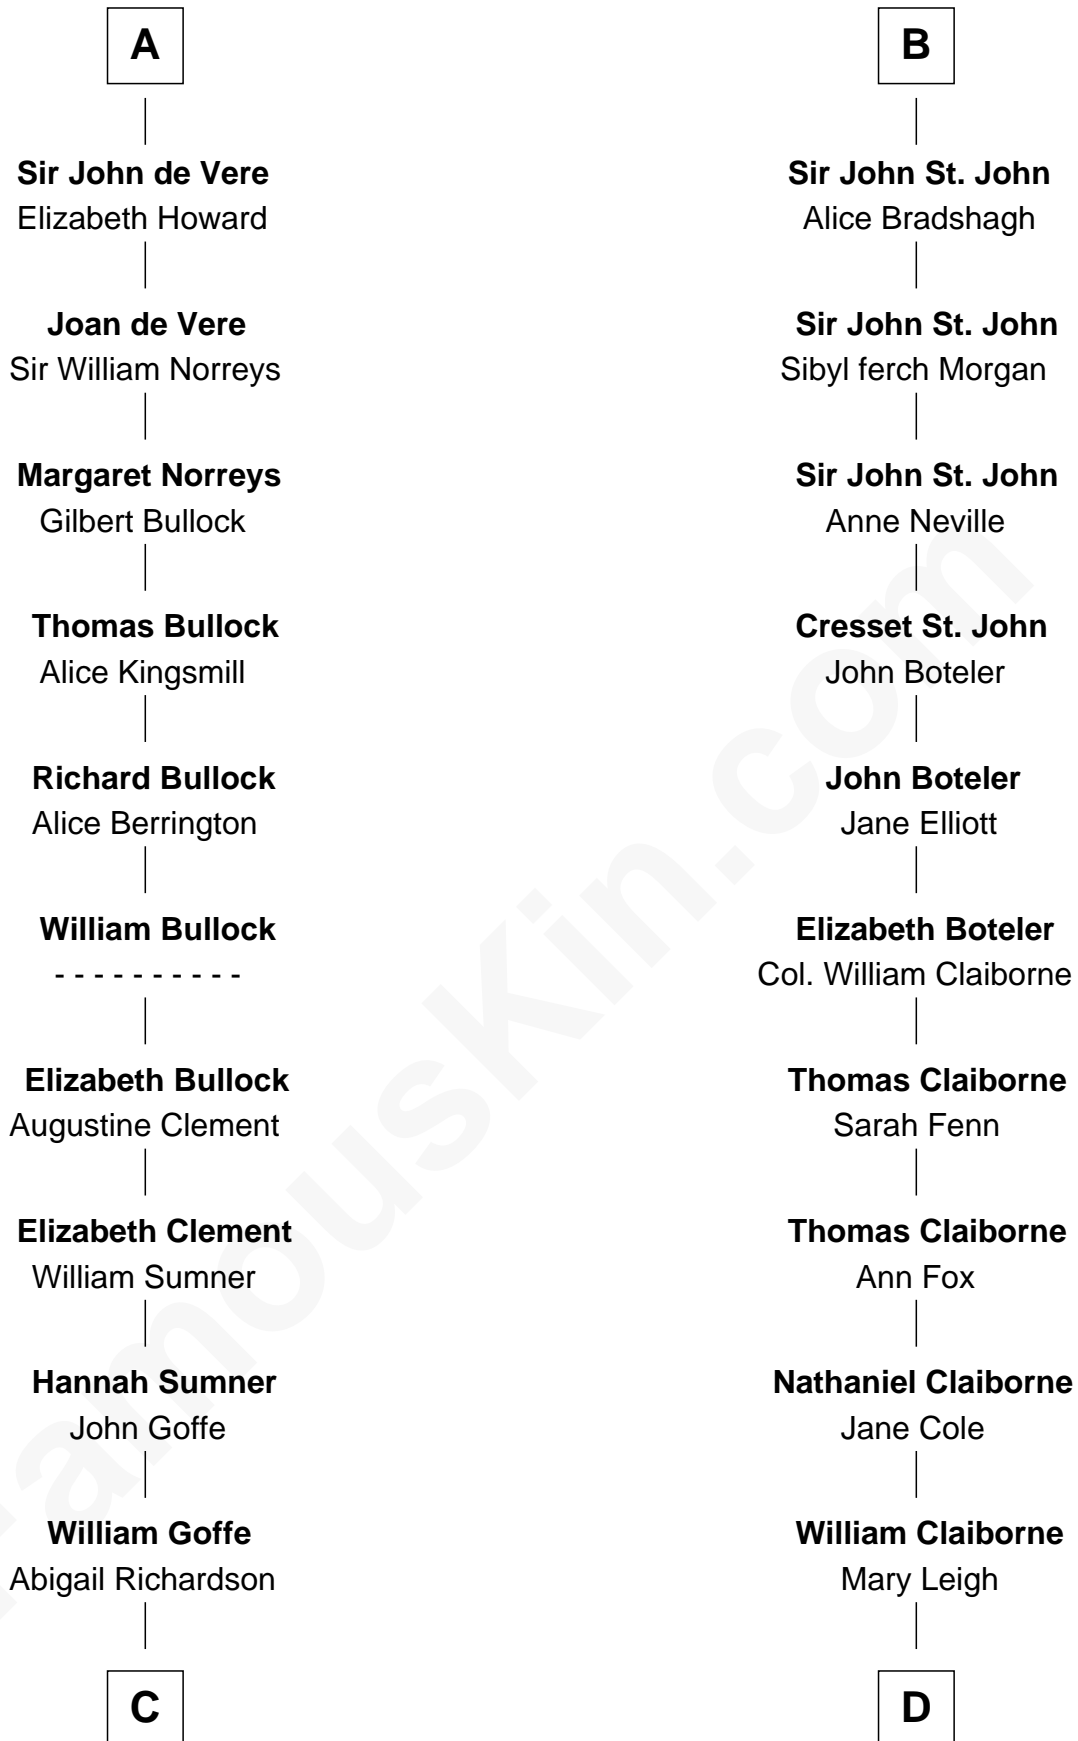 A
Sir John de Vere
Elizabeth Howard
Joan de Vere
Sir William Norreys
Margaret Norreys
Gilbert Bullock
Thomas Bullock
Alice Kingsmill
Richard Bullock
Alice Berrington
William Bullock
- - - - - - - - - -
Elizabeth Bullock
Augustine Clement
Elizabeth Clement
William Sumner
Hannah Sumner
John Goffe
William Goffe
Abigail Richardson
C
B
Sir John St. John
Alice Bradshagh
Sir John St. John
Sibyl ferch Morgan
Sir John St. John
Anne Neville
Cresset St. John
John Boteler
John Boteler
Jane Elliott
Elizabeth Boteler
Col. William Claiborne
Thomas Claiborne
Sarah Fenn
Thomas Claiborne
Ann Fox
Nathaniel Claiborne
Jane Cole
William Claiborne
Mary Leigh
D
FamousKin.com